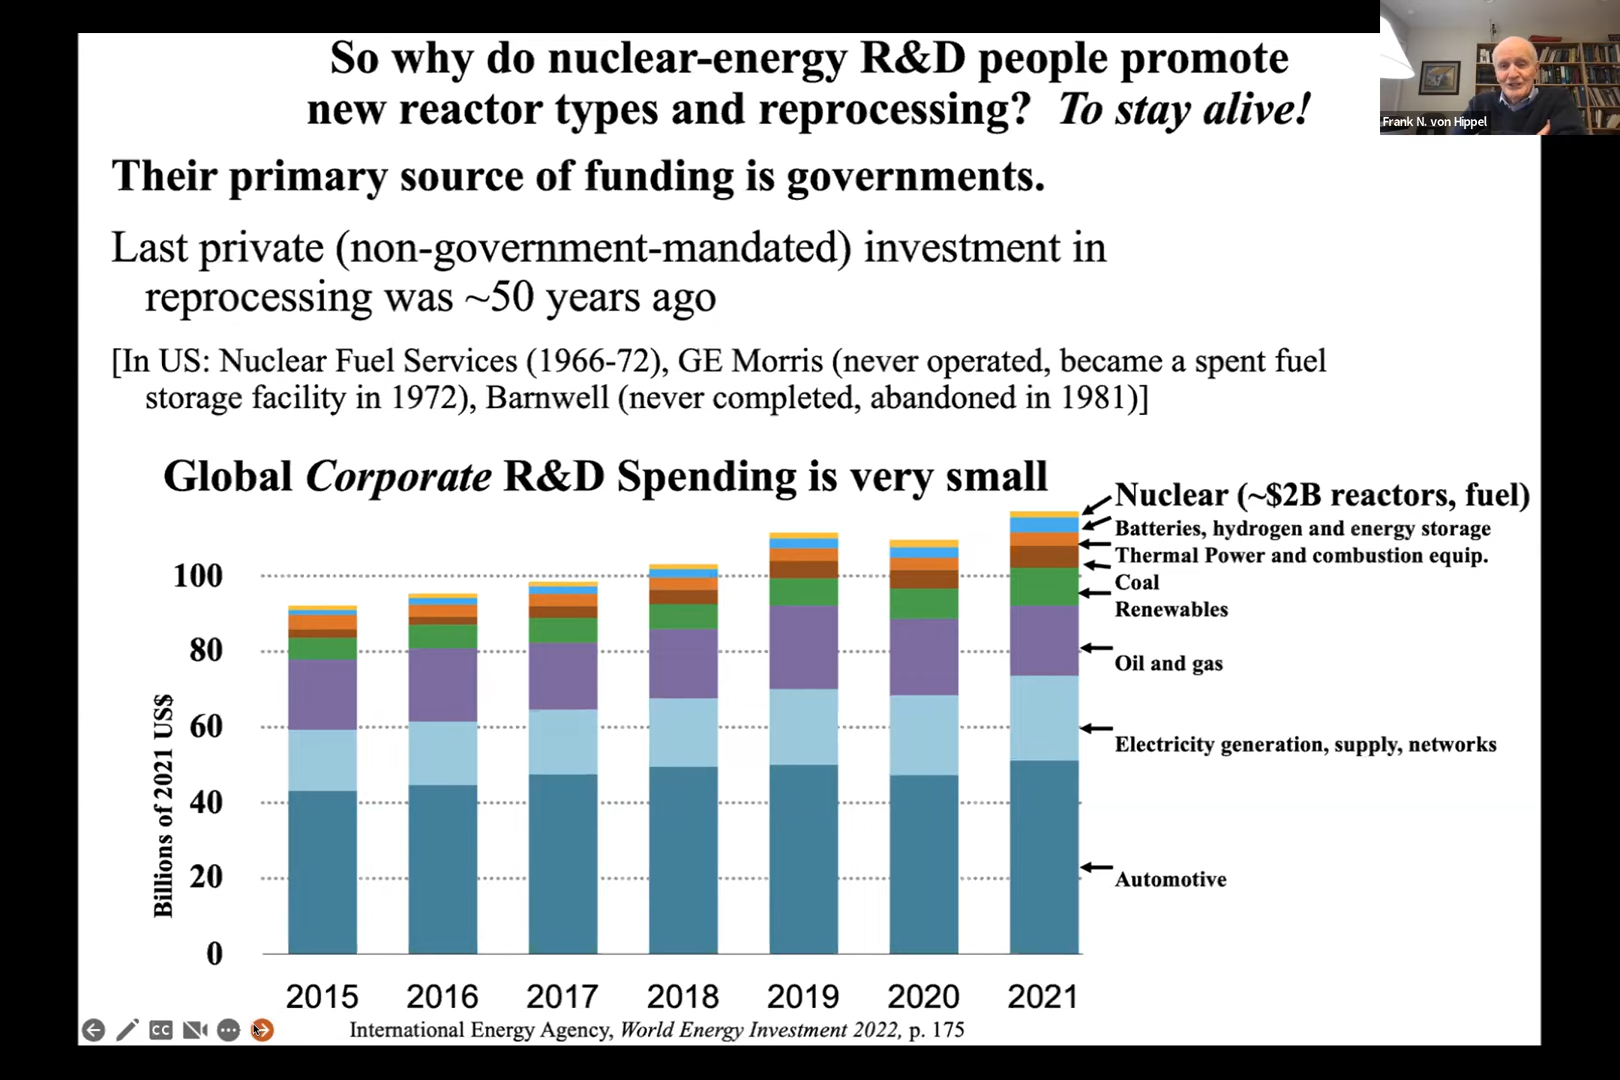 So why do nuclear-energy R&D people promote
new reactor types and reprocessing? To stay alive!
Frank N. von Hippel
Their primary source of funding is governments.
Last private (non-government-mandated) investment in
reprocessing was ~50 years ago
[In US: Nuclear Fuel Services (1966-72), GE Morris (never operated, became a spent fuel
storage facility in 1972), Barnwell (never completed, abandoned in 1981)]
Global Corporate R&D Spending is very small
Nuclear (~$2B reactors, fuel)
Batteries, hydrogen and energy storage
Thermal Power and combustion equip.
Coal
Renewables
Oil and gas
Electricity generation, supply, networks
Automotive
Billions of 2021 US$
100
80
60
40
20
0
2015 2016 2017 2018 2019 2020 2021
CC
International Energy Agency, World Energy Investment 2022, p. 175